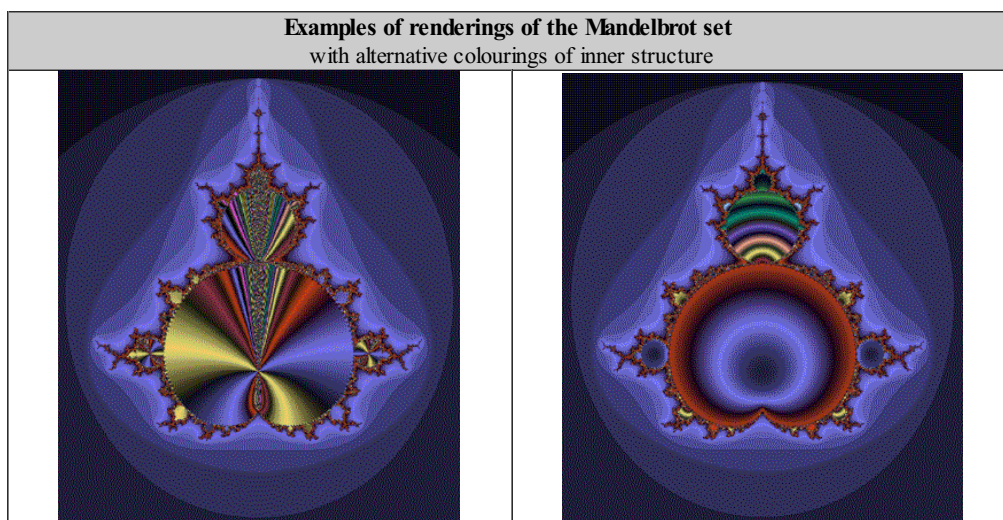 Examples of renderings of the Mandelbrot set
with alternative colourings of inner structure